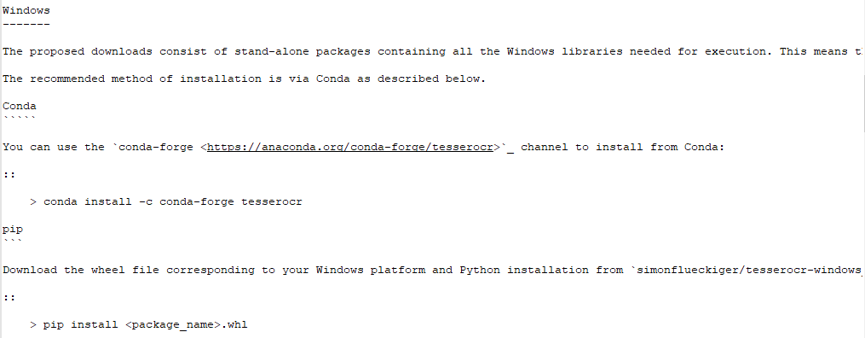 Windows
-------
The proposed downloads consist of stand-alone packages containing all the Windows libraries needed for execution. This means
The recommended method of installation is via Conda as described below.
Conda
`````
You can use the `conda-forge <https://anaconda.org/conda-forge/tesserocr>`_ channel to install from Conda:
::
> conda install -c conda-forge tesserocr
pip
```
Download the wheel file corresponding to your Windows platform and Python installation from `simonflueckiger/tesserocr-windows_
::
> pip install <package_name>.whl